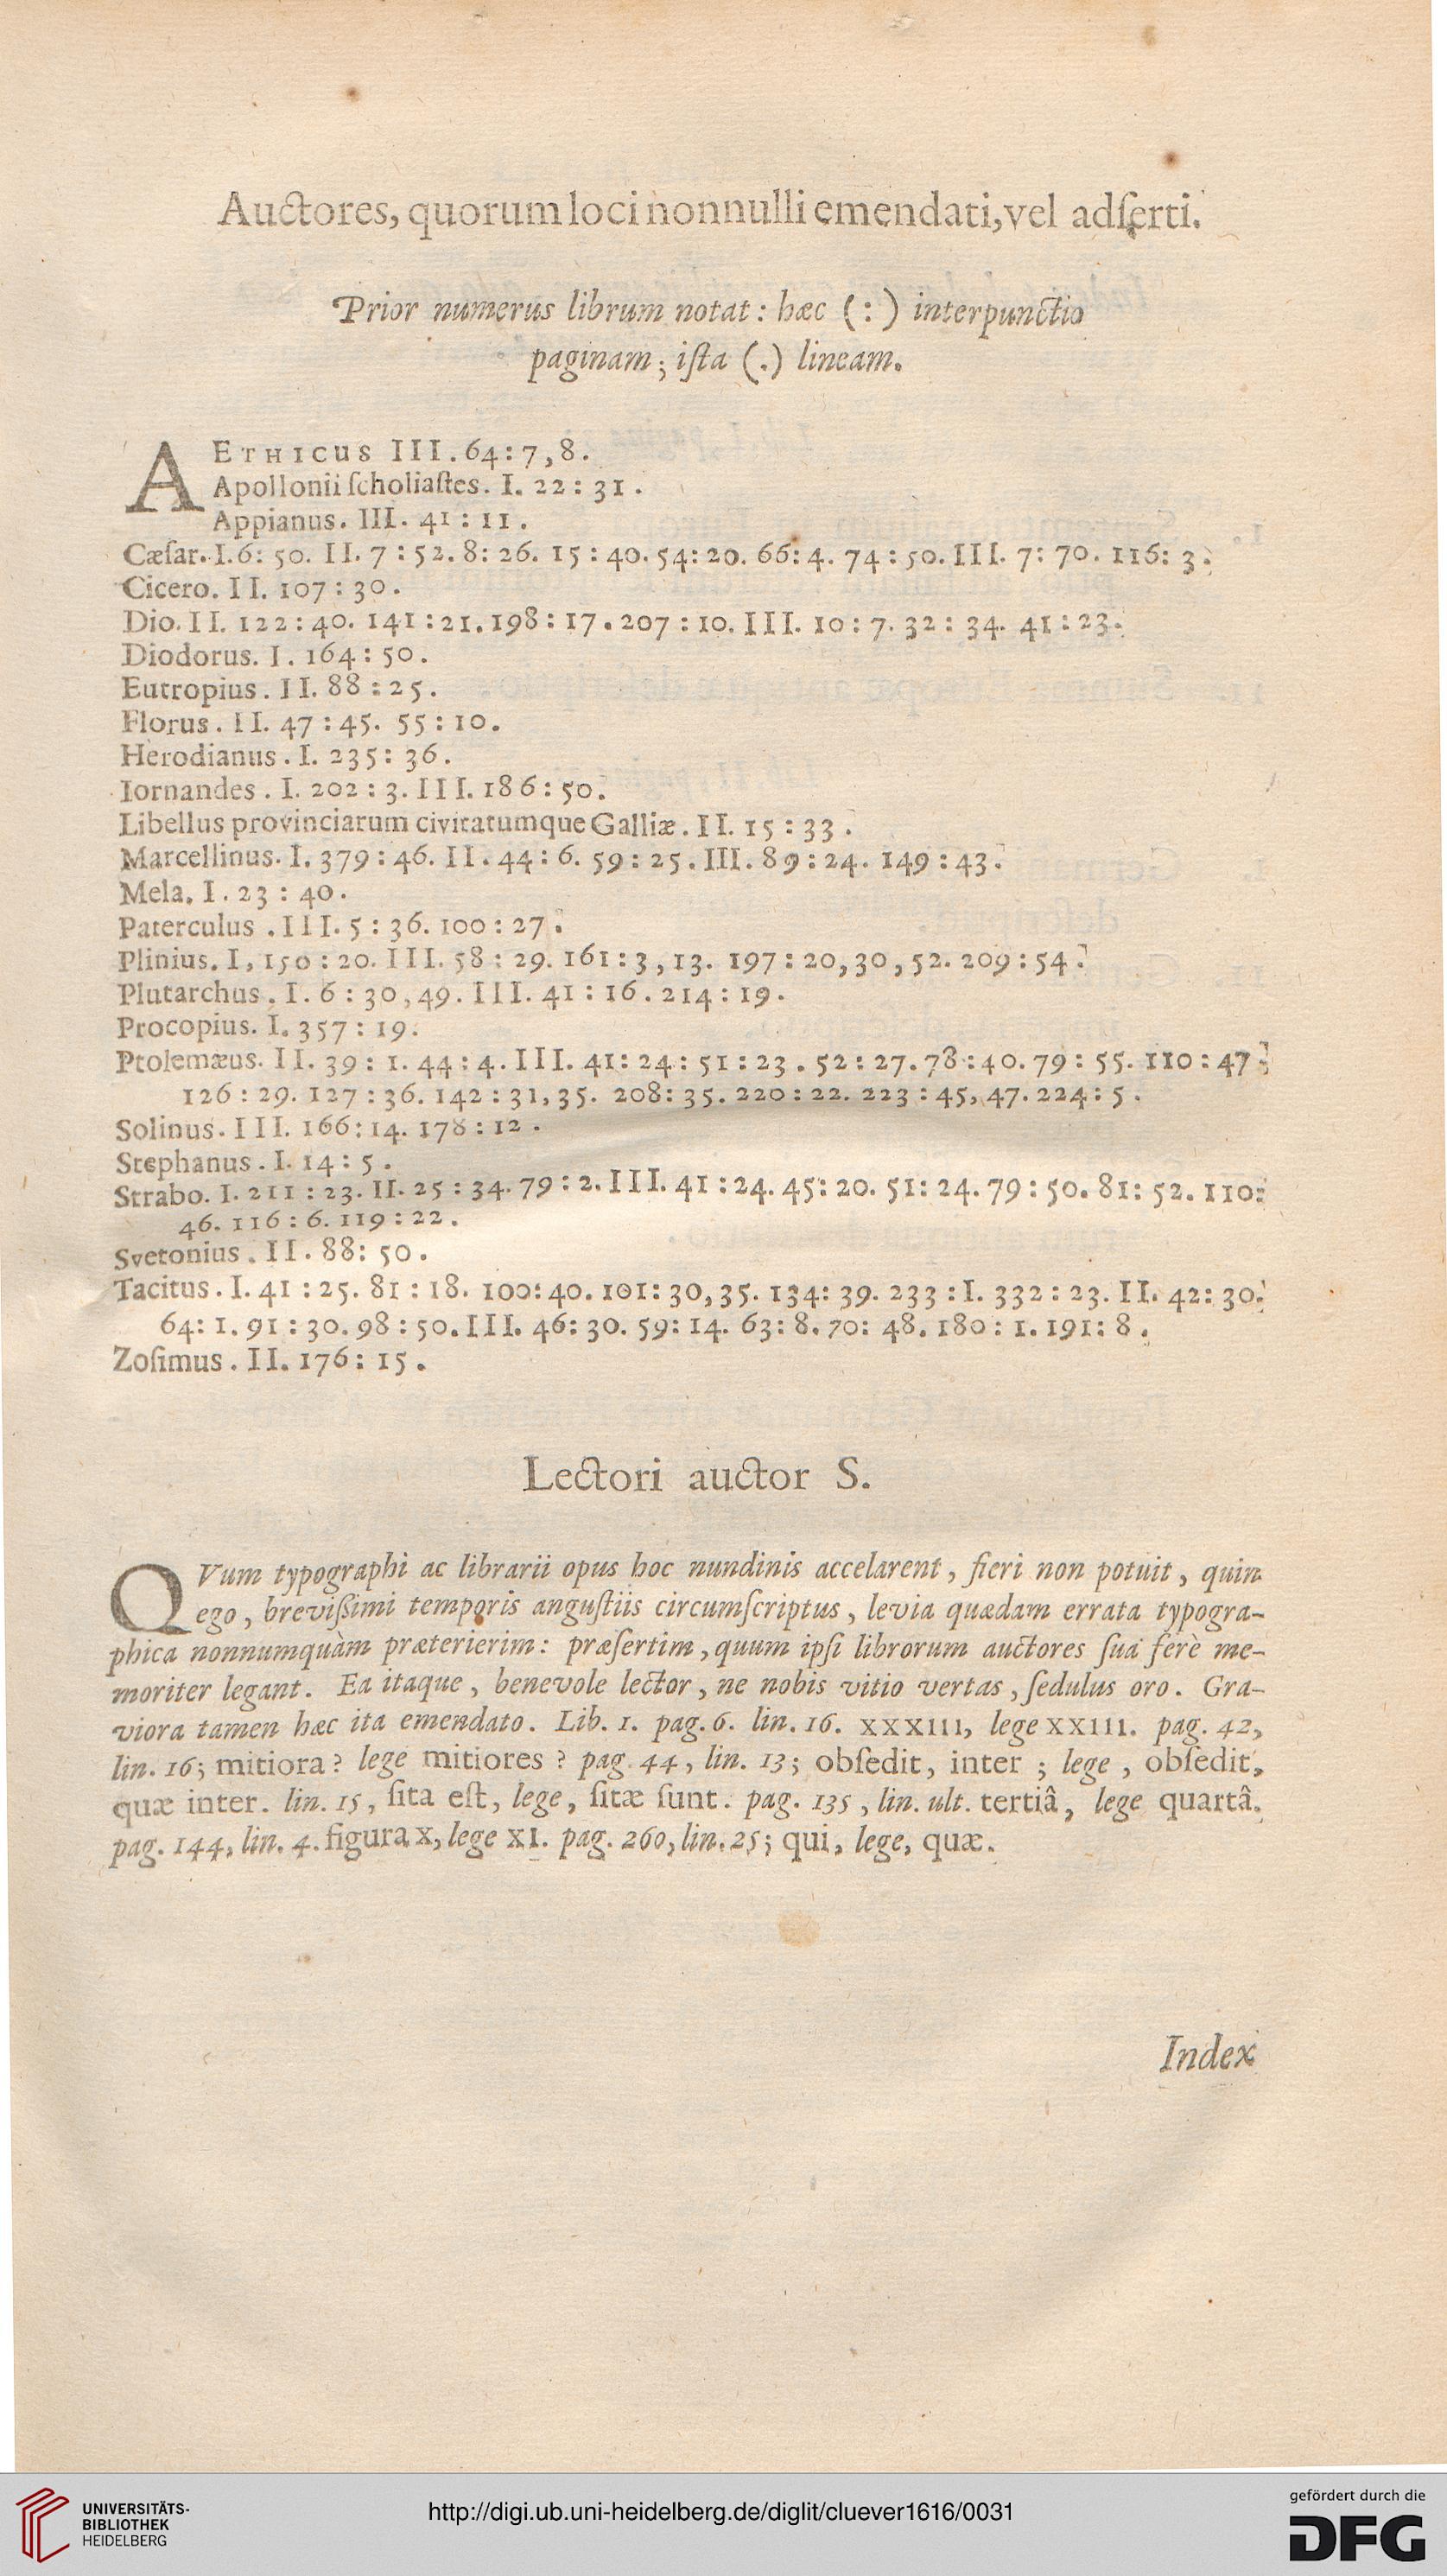 Auctores, quorum loci nonnulli emendati, vel adſerti.
Prior numerus librum notat : hæc ( : ) interpunctio
paginam ; iſta (.) lineam.
AETHICUS III. 64 : 7, 8.
Apollonii ſcholiaſtes. I. 22 : 31.
Appianus. III. 41 : 11.
Cæſar. I. 6 : 50. II. 7 : 52. 8 : 26. 15 : 40. 54 : 20. 66 : 4. 74 : 50. III. 7 : 70. 116 : 3.
Cicero. II. 107 : 30.
Dio. II. 122 : 40. 141 : 21. 198 : 17. 207 : 10. III. 10 : 7. 32 : 34. 41 : 23.
Diodorus. I. 164 : 50.
Eutropius. II. 88 : 25.
Florus. II. 47 : 45. 55 : 10.
Herodianus. I. 235 : 36.
Iornandes. I. 202 : 3. III. 186 : 50.
Libellus provinciarum civitatumque Galliæ. II. 15 : 33.
Marcellinus. I. 379 : 46. II. 44 : 6. 59 : 25. III. 89 : 24. 149 : 43.
Mela. I. 23 : 40.
Paterculus. III. 5 : 36. 100 : 27.
Plinius. I, 150 : 20. III. 58 : 29. 161 : 3, 13. 197 : 20, 30, 52. 209 : 54.
Plutarchus. I. 6 : 30, 49. III. 41 : 16. 214 : 19.
Procopius. I. 357 : 19.
Ptolemæus. II. 39 : 1. 44 : 4. III. 41 : 24 : 51 : 23. 52 : 27. 78 : 40. 79 : 55. 110 : 47.
126 : 29. 127 : 36. 142 : 31, 35. 208 : 35. 220 : 22. 223 : 45, 47. 224 : 5.
Solinus. III. 166 : 14. 178 : 12.
Stephanus. I. 14 : 5.
Strabo. I. 211 : 23. II. 25 : 34. 79 : 2. III. 41 : 24. 45 : 20. 51 : 24. 79 : 50. 81 : 52. 110 :
46. 116 : 6. 119 : 22.
Svetonius. II. 88 : 50.
Tacitus. I. 41 : 25. 81 : 18. 100 : 40. 101 : 30, 35. 134 : 39. 233 : I. 332 : 23. II. 42 : 30.
64 : 1. 91 : 30. 98 : 50. III. 46 : 30. 59 : 14. 63 : 8. 70 : 48. 180 : 1. 191 : 8.
Zoſimus. II. 176 : 15.
Lectori auctor S.
QVum typographi ac librarii opus hoc nundinis accelarent, fieri non potuit, quin
ego, breviſſimi temporis anguſtiis circumſcriptus, levia quædam errata typogra-
phica nonnumquàm præterierim : præſertim, quum ipſi librorum auctores ſua ferè me-
moriter legant. Ea itaque, benevole lector, ne nobis vitio vertas, ſedulus oro. Gra-
viora tamen hæc ita emendato. Lib. 1. pag. 6. lin. 16. XXXIII, lege XXIII. pag. 42,
lin. 16; mitiora ? lege mitiores ? pag. 44, lin. 13; obſedit, inter ; lege , obſedit,
quæ inter. lin. 15, ſita eſt, lege, ſitæ ſunt. pag. 135, lin. ult. tertiâ, lege quartâ.
pag. 144, lin. 4. figura X, lege XI. pag. 260, lin. 25; qui, lege, quæ.
Index
UNIVERSITÄTS-
BIBLIOTHEK
HEIDELBERG
http://digi.ub.uni-heidelberg.de/diglit/cluever1616/0031
gefördert durch die
DFG